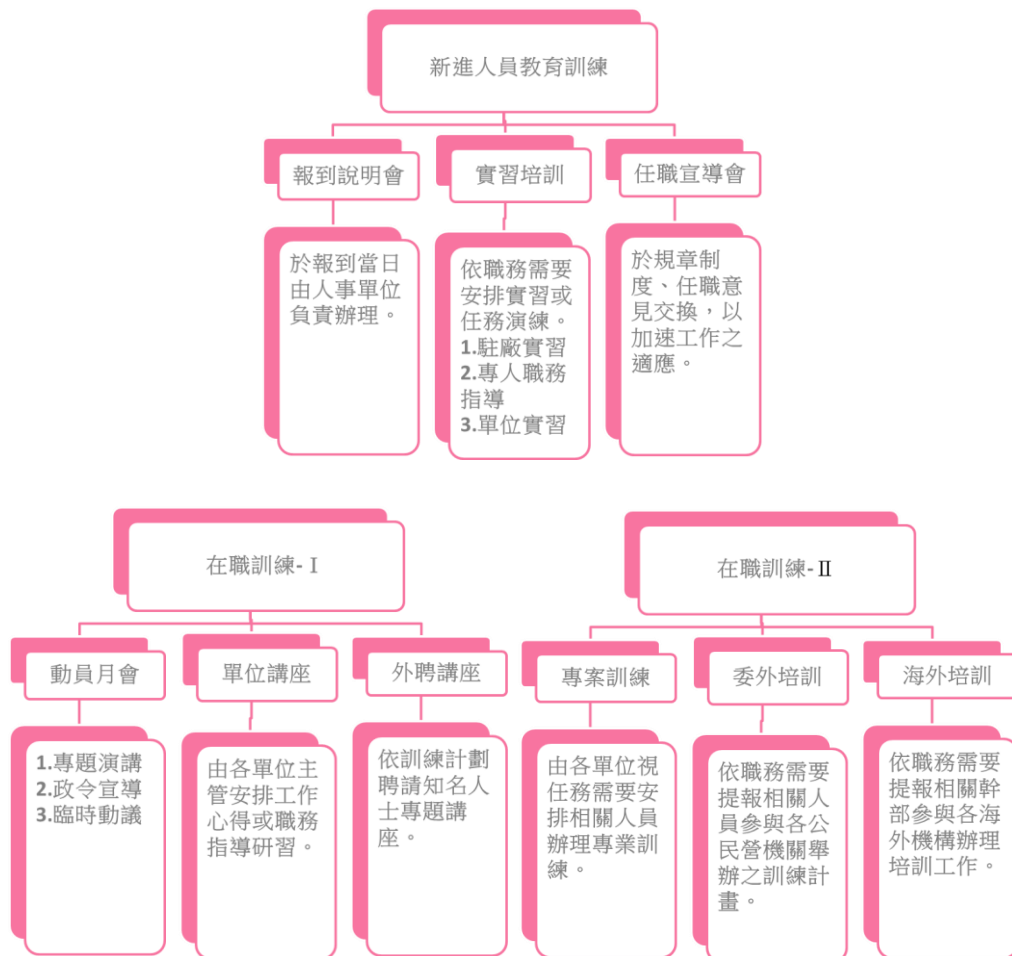 新進人員教育訓練
報到說明會
實習培訓
任職宣導會
於報到當日
由人事單位
負責辦理。
依職務需要
安排實習或
任務演練。
1.駐廠實習
2.專人職務
指導
3.單位實習
於規章制
度、任職意
見交換，以
加速工作之
適應。
在職訓練-Ⅰ
動員月會
單位講座
外聘講座
1.專題演講
2.政令宣導
3.臨時動議
由各單位主
管安排工作
心得或職務
指導研習。
依訓練計劃
聘請知名人
士專題講
座。
在職訓練-Ⅱ
專案訓練
委外培訓
海外培訓
由各單位視
任務需要安
排相關人員
辦理專業訓
練。
依職務需要
提報相關人
員參與各公
民營機關舉
辦之訓練計
畫。
依職務需要
提報相關幹
部參與各海
外機構辦理
培訓工作。